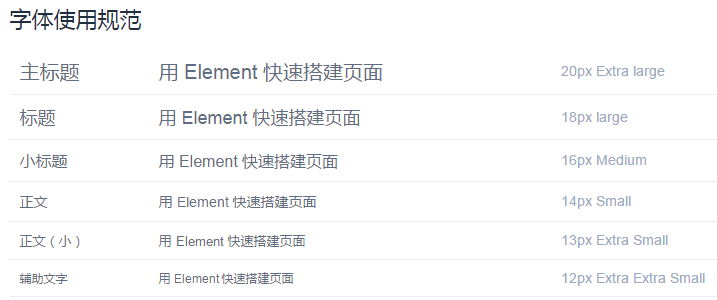 字体使用规范
主标题 用 Element 快速搭建页面 20px Extra large
标题 用 Element 快速搭建页面 18px large
小标题 用 Element 快速搭建页面 16px Medium
正文 用 Element 快速搭建页面 14px Small
正文（小） 用 Element 快速搭建页面 13px Extra Small
辅助文字 用 Element 快速搭建页面 12px Extra Extra Small